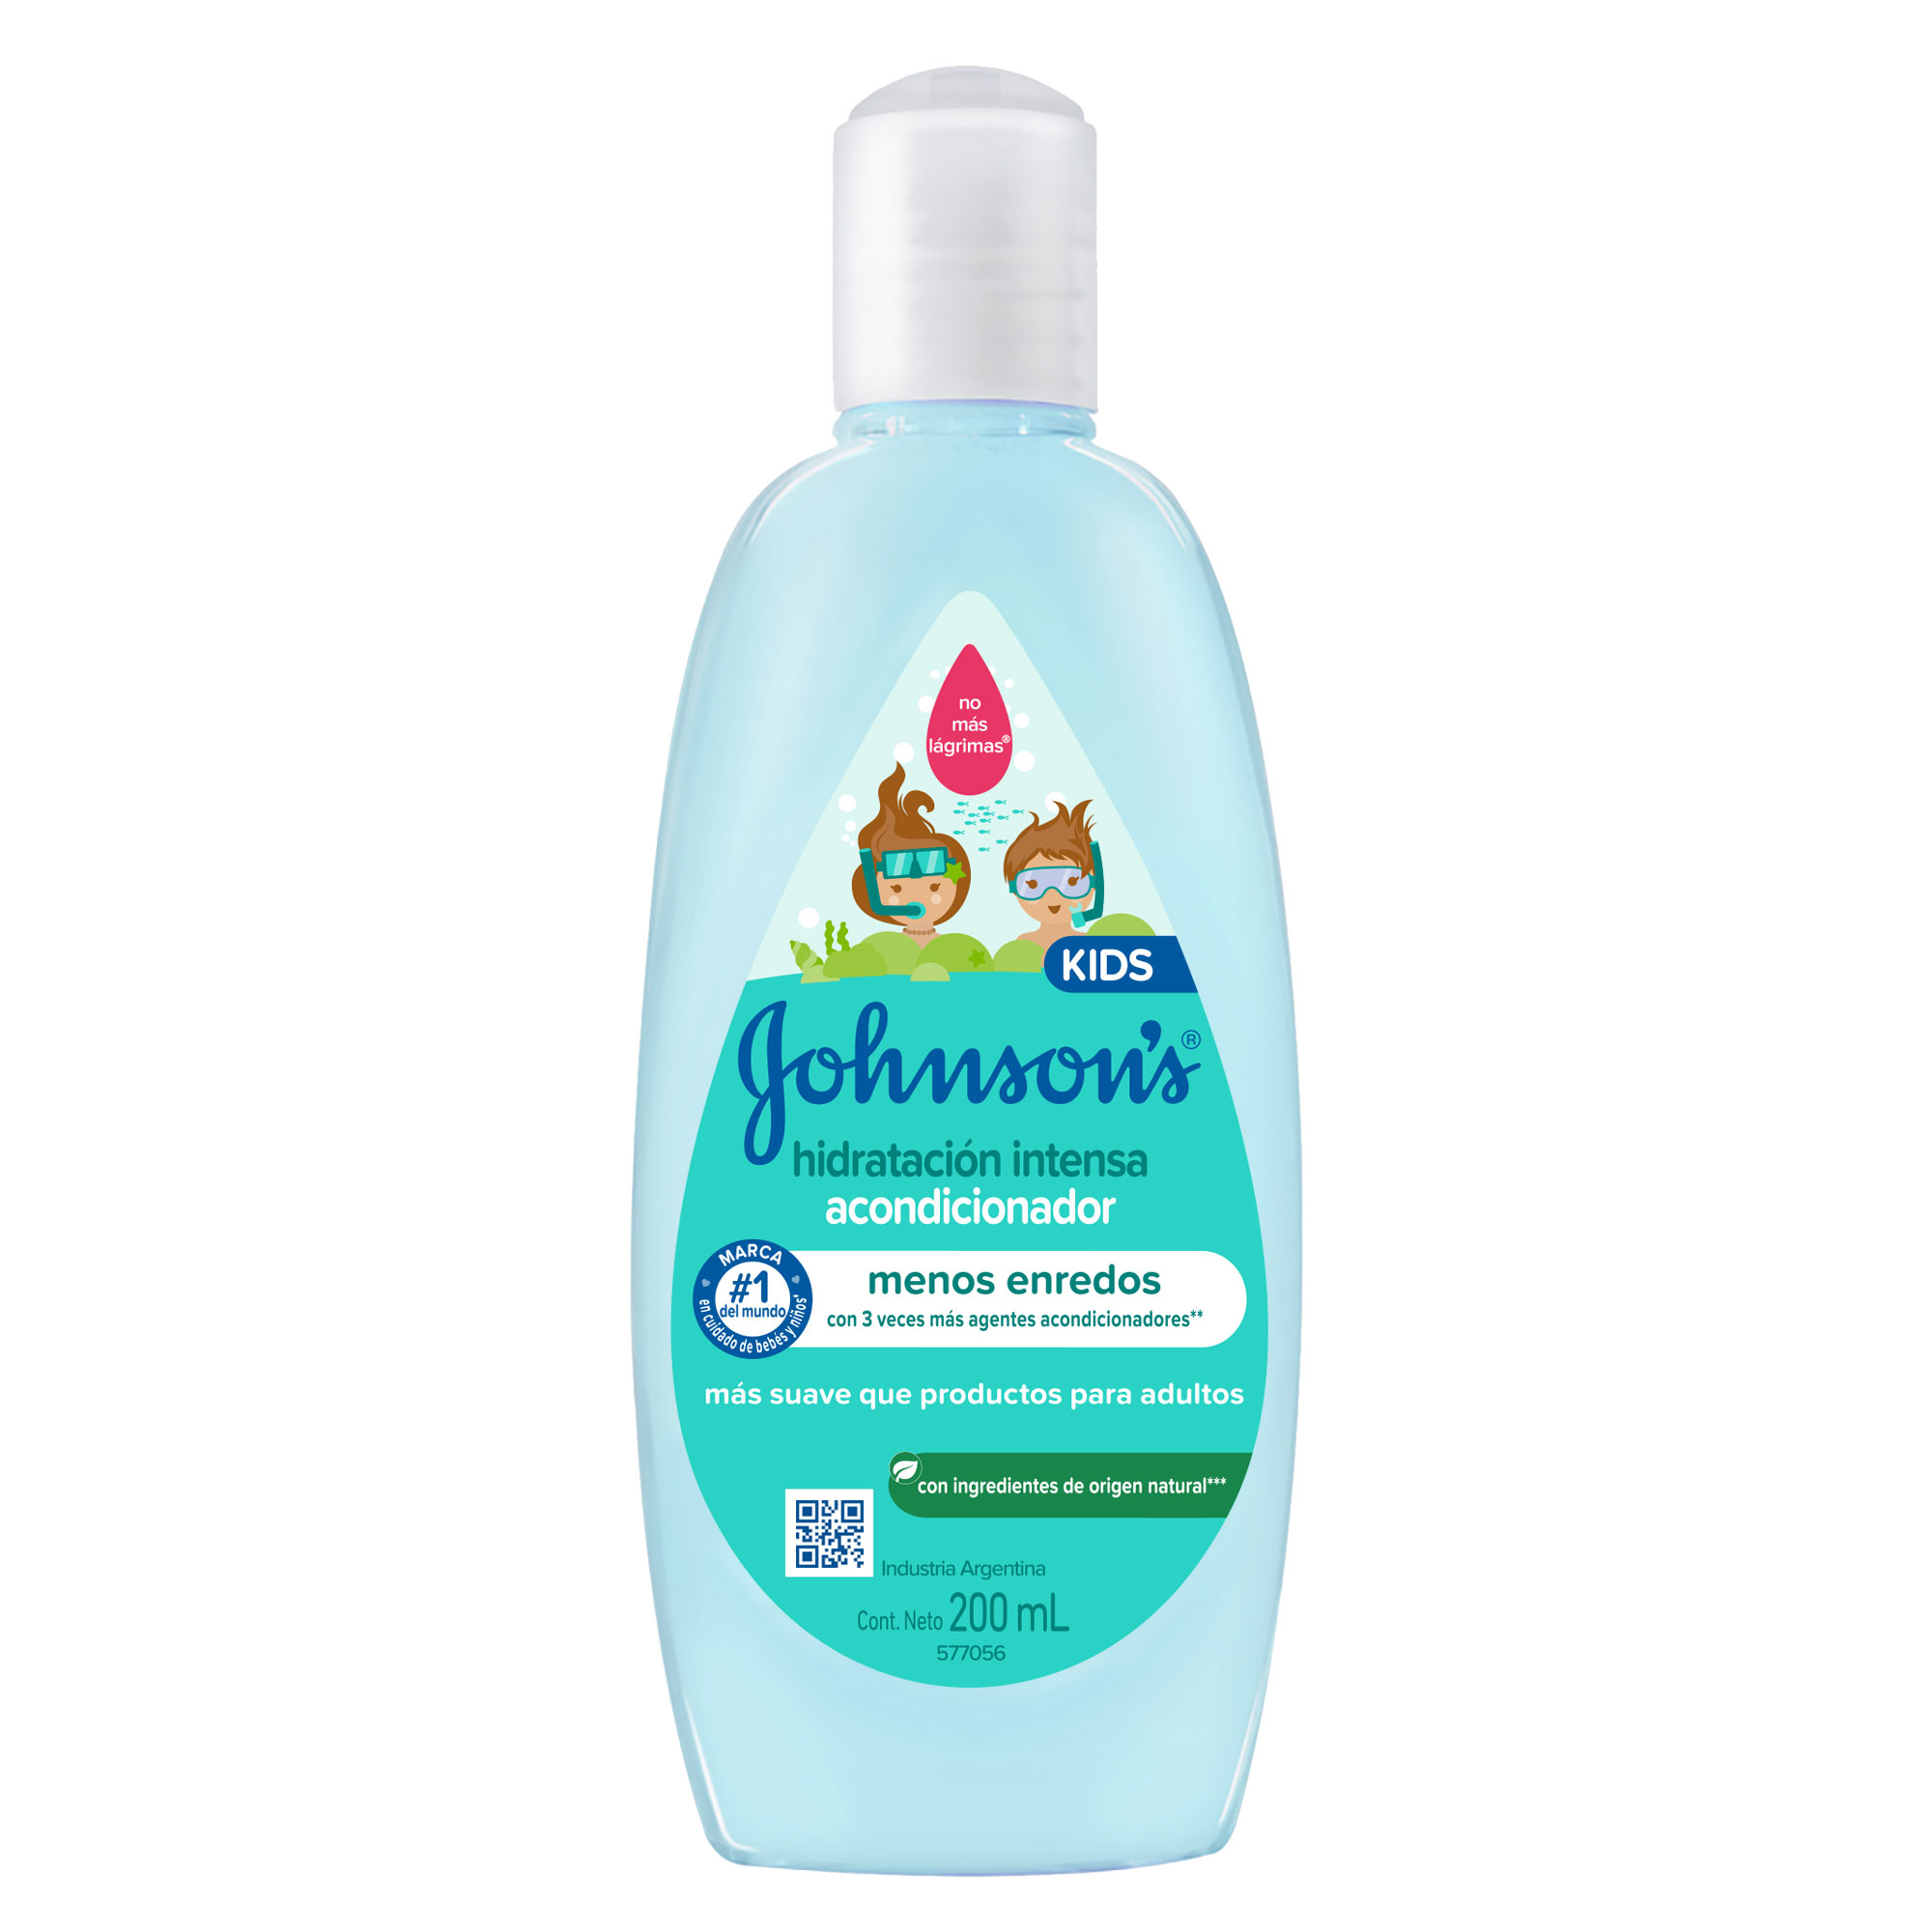 no
más
lágrimas®
KIDS
Johnson's®
hidratación intensa
acondicionador
MARCA
#1
del mundo
en cuidado de bebés y niños*
menos enredos
con 3 veces más agentes acondicionadores**
más suave que productos para adultos
con ingredientes de origen natural***
Industria Argentina
Cont. Neto 200 mL
577056